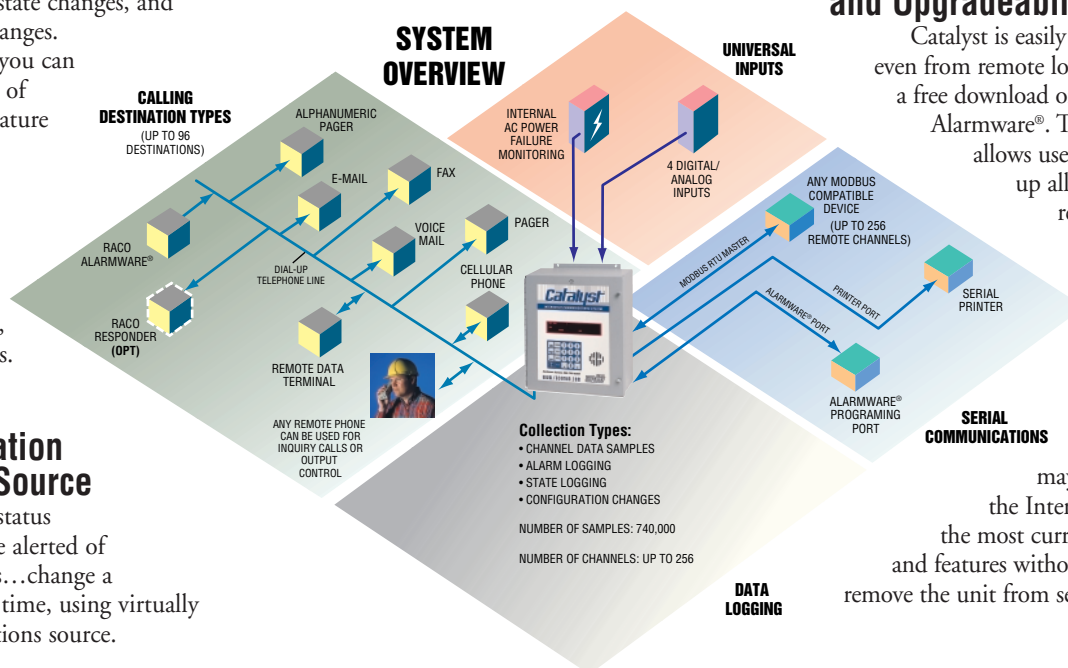 state changes, and
anges.
you can
of
ature
,
s.
ation
Source
status
e alerted of
s…change a
time, using virtually
tions source.
SYSTEM
OVERVIEW
CALLING
DESTINATION TYPES
(UP TO 96
DESTINATIONS)
ALPHANUMERIC
PAGER
E-MAIL
FAX
VOICE
MAIL
PAGER
CELLULAR
PHONE
RACO
ALARMWARE®
DIAL-UP
TELEPHONE LINE
RACO
RESPONDER
(OPT)
REMOTE DATA
TERMINAL
ANY REMOTE PHONE
CAN BE USED FOR
INQUIRY CALLS OR
OUTPUT
CONTROL
UNIVERSAL
INPUTS
INTERNAL
AC POWER
FAILURE
MONITORING
4 DIGITAL/
ANALOG
INPUTS
Catalyst
ANY MODBUS
COMPATIBLE
DEVICE
(UP TO 256
REMOTE CHANNELS)
MODBUS RTU MASTER
PRINTER PORT
ALARMWARE® PORT
SERIAL
PRINTER
ALARMWARE®
PROGRAMING
PORT
SERIAL
COMMUNICATIONS
Collection Types:
• CHANNEL DATA SAMPLES
• ALARM LOGGING
• STATE LOGGING
• CONFIGURATION CHANGES
NUMBER OF SAMPLES: 740,000
NUMBER OF CHANNELS: UP TO 256
DATA
LOGGING
and Upgradeabil
Catalyst is easily
even from remote lo
a free download o
Alarmware®. T
allows use
up all
re
may
the Inter
the most curr
and features witho
remove the unit from se